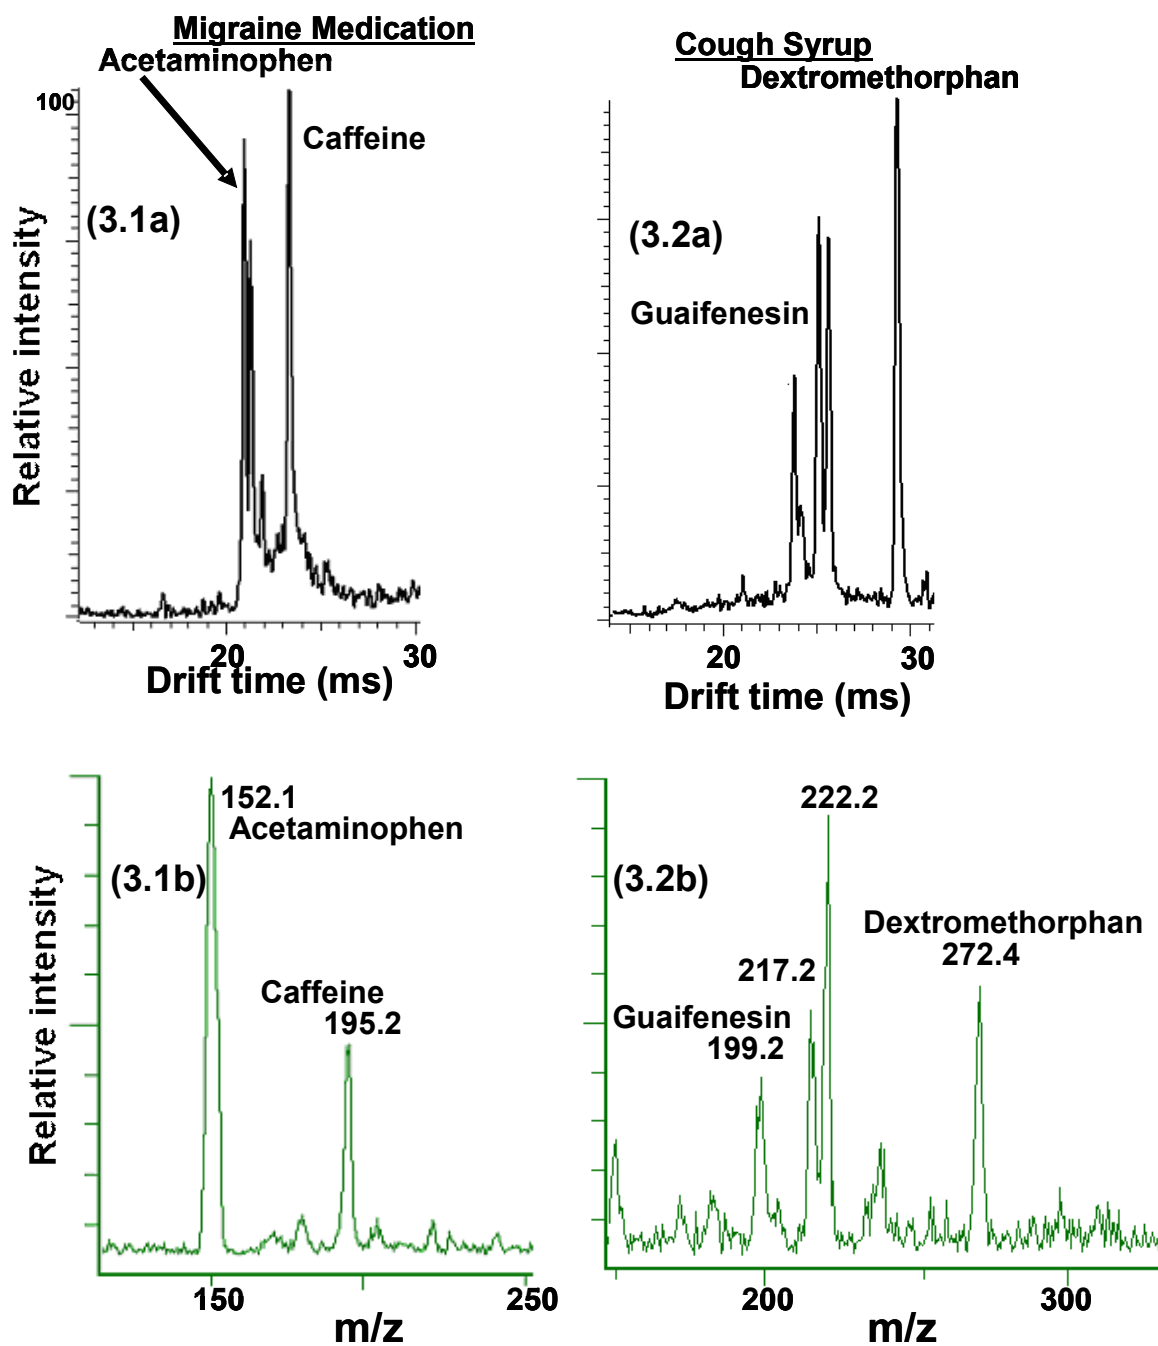 Migraine Medication
Acetaminophen
100
Caffeine
(3.1a)
Relative intensity
20
30
Drift time (ms)
Cough Syrup
Dextromethorphan
(3.2a)
Guaifenesin
20
30
Drift time (ms)
152.1
Acetaminophen
(3.1b)
Caffeine
195.2
Relative intensity
150
250
m/z
222.2
(3.2b)
Dextromethorphan
272.4
217.2
Guaifenesin
199.2
200
300
m/z